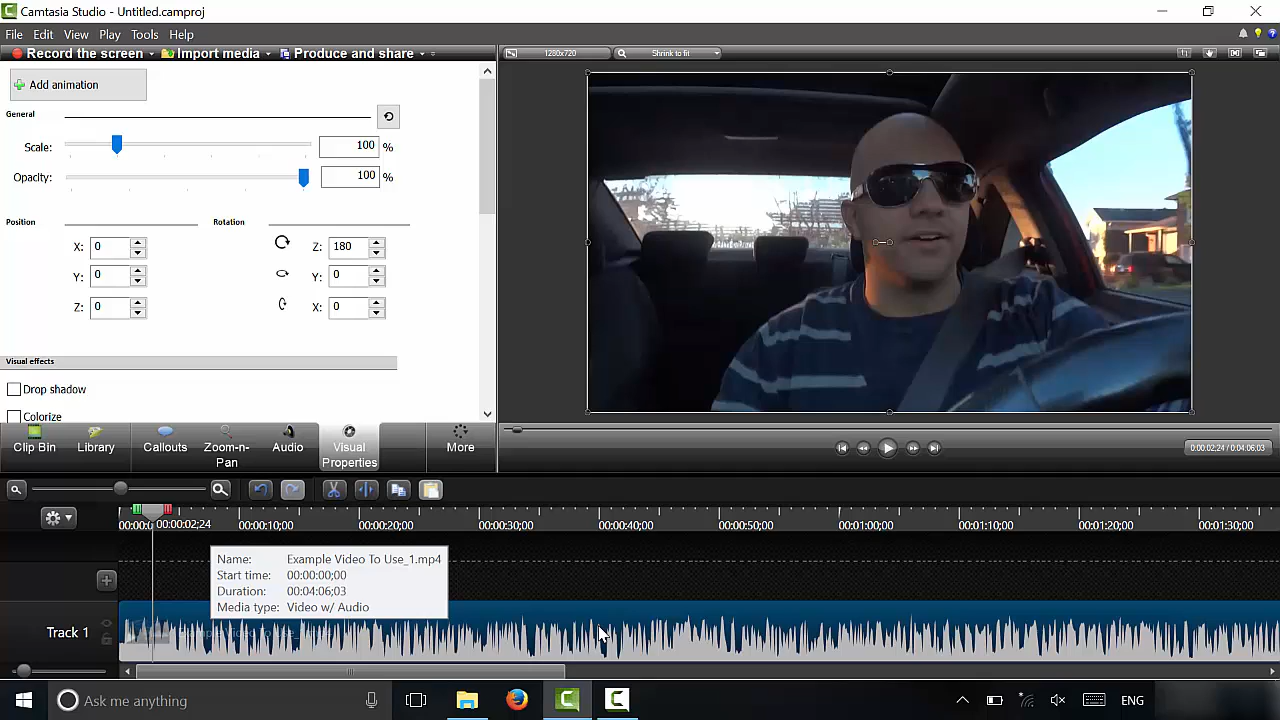 Camtasia Studio - Untitled.camproj
File Edit View Play Tools Help
Record the screen Import media Produce and share
1280x720 Shrink to fit
Add animation
General
Scale: 100 %
Opacity: 100 %
Position Rotation
X: 0 Z: 180
Y: 0 Y: 0
Z: 0 X: 0
Visual effects
Drop shadow
Colorize
Clip Bin Library Callouts Zoom-n-Pan Audio Visual Properties More
0:00:02;24 / 0:04:06;03
00:00:02;24 00:00:10;00 00:00:20;00 00:00:30;00 00:00:40;00 00:00:50;00 00:01:00;00 00:01:10;00 00:01:20;00 00:01:30;00
Name: Example Video To Use_1.mp4
Start time: 00:00:00;00
Duration: 00:04:06;03
Media type: Video w/ Audio
Track 1
Ask me anything
ENG